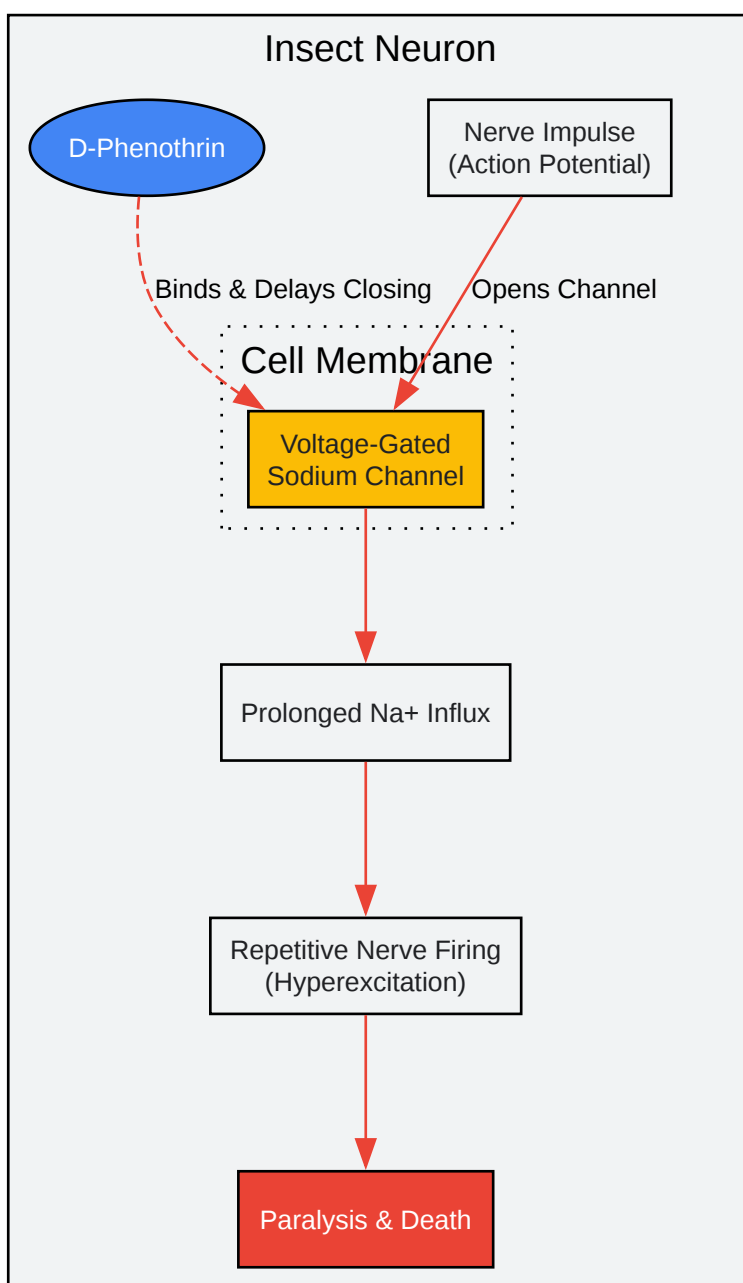 Insect Neuron
D-Phenothrin
Nerve Impulse
(Action Potential)
Binds & Delays Closing
Opens Channel
Cell Membrane
Voltage-Gated
Sodium Channel
Prolonged Na+ Influx
Repetitive Nerve Firing
(Hyperexcitation)
Paralysis & Death